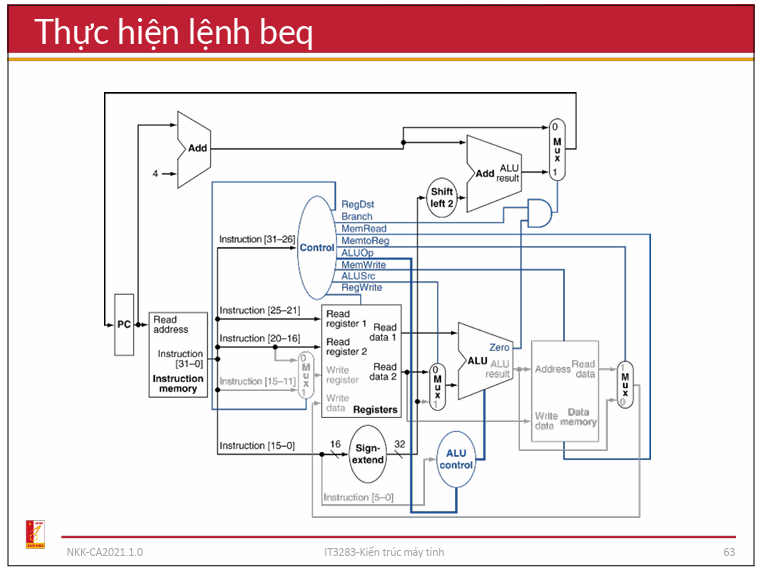 Thực hiện lệnh beq
Add
4
Add ALU
result
0
Mux
1
Shift
left 2
RegDst
Branch
MemRead
MemtoReg
ALUOp
MemWrite
ALUSrc
RegWrite
Instruction [31–26]
Control
PC
Read
address
Instruction
[31–0]
Instruction
memory
Instruction [25–21]
Instruction [20–16]
Instruction [15–11]
0
Mux
1
Read
register 1
Read
register 2
Write
register
Write
data
Read
data 1
Read
data 2
Registers
0
Mux
1
Zero
ALU
ALU
result
Address
Read
data
Write
data
Data
memory
1
Mux
0
Instruction [15–0]
16
Sign-
extend
32
ALU
control
Instruction [5–0]
NKK-CA2021.1.0
IT3283-Kiến trúc máy tính
63